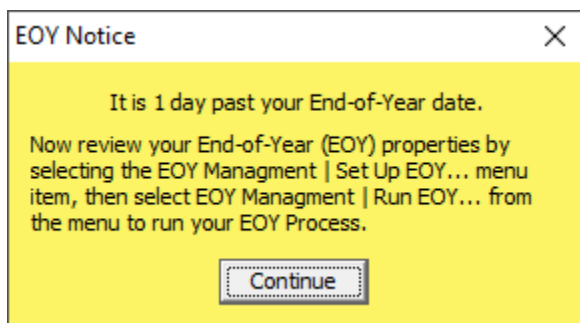 EOY Notice
It is 1 day past your End-of-Year date.
Now review your End-of-Year (EOY) properties by
selecting the EOY Managment | Set Up EOY... menu
item, then select EOY Managment | Run EOY... from
the menu to run your EOY Process.
Continue